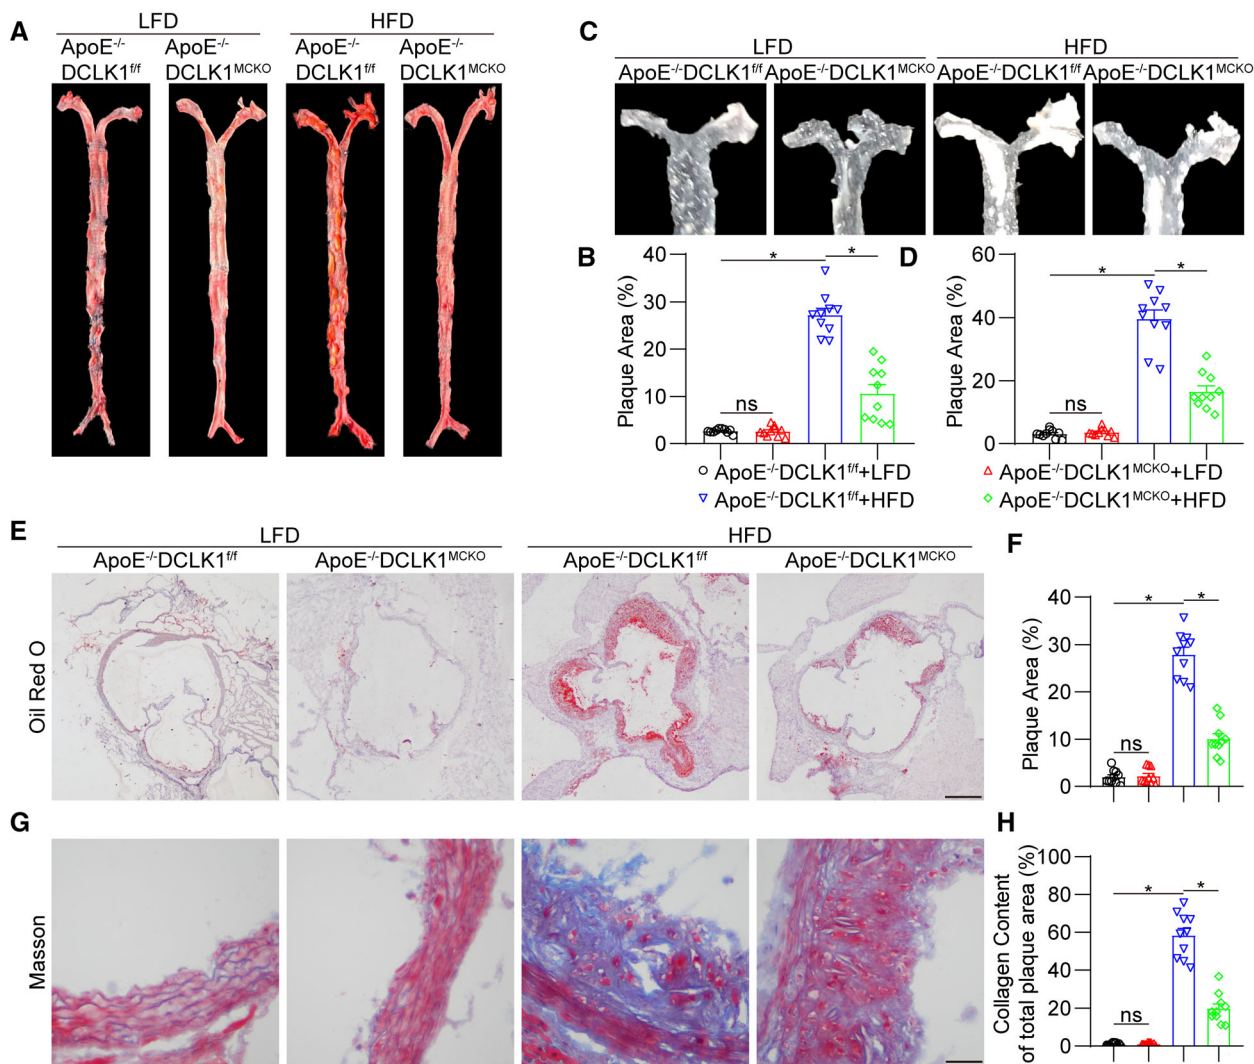 A
LFD
HFD
ApoE-/-
DCLK1f/f
ApoE-/-
DCLK1MCKO
ApoE-/-
DCLK1f/f
ApoE-/-
DCLK1MCKO
C
LFD
HFD
ApoE-/-DCLK1f/f
ApoE-/-DCLK1MCKO
ApoE-/-DCLK1f/f
ApoE-/-DCLK1MCKO
B
Plaque Area (%)
40
30
20
10
0
ns
*
*
D
Plaque Area (%)
60
40
20
0
ns
*
*
ApoE-/-DCLK1f/f+LFD
ApoE-/-DCLK1MCKO+LFD
ApoE-/-DCLK1f/f+HFD
ApoE-/-DCLK1MCKO+HFD
E
LFD
HFD
ApoE-/-DCLK1f/f
ApoE-/-DCLK1MCKO
ApoE-/-DCLK1f/f
ApoE-/-DCLK1MCKO
Oil Red O
F
Plaque Area (%)
40
30
20
10
0
ns
*
*
G
Masson
H
Collagen Content
of total plaque area (%)
100
80
60
40
20
0
ns
*
*